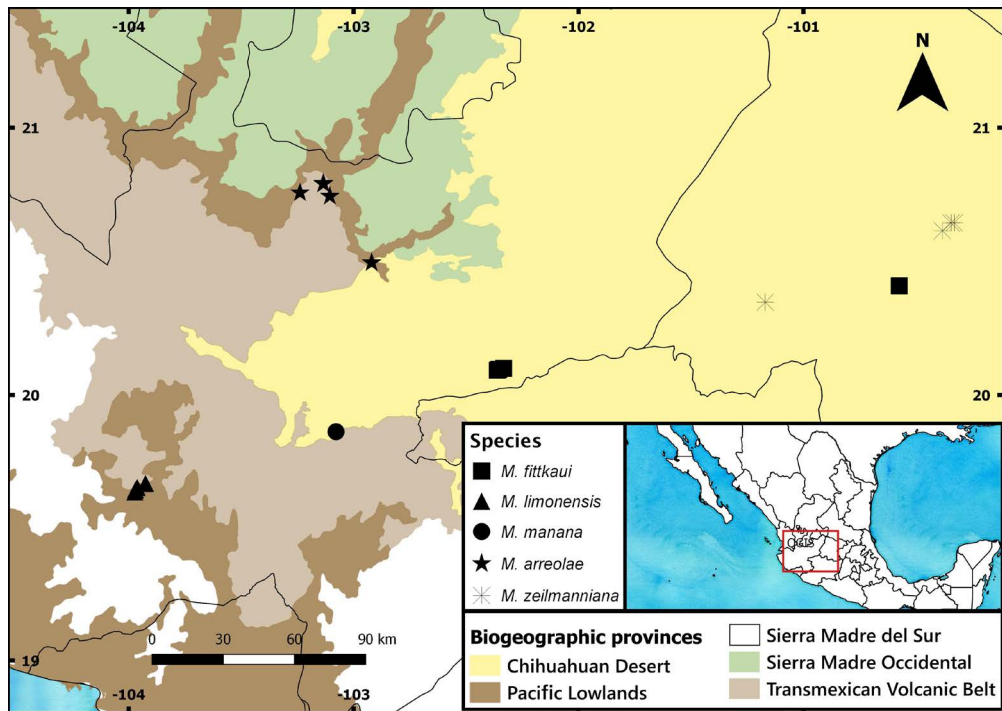 -104 -103 -102 -101
N
21 21
20 20
19
-104 -103
0 30 60 90 km
Species
M. fittkaui
M. limonensis
M. manana
M. arreolae
M. zeilmanniana
Biogeographic provinces
Chihuahuan Desert
Pacific Lowlands
Sierra Madre del Sur
Sierra Madre Occidental
Transmexican Volcanic Belt